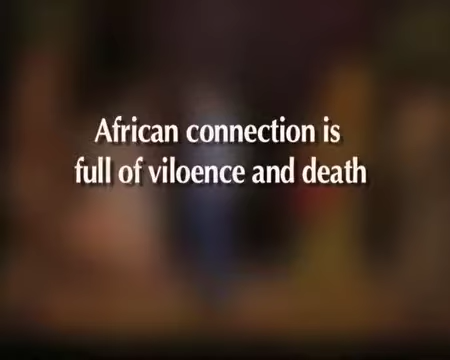 African connection is
full of viloence and death